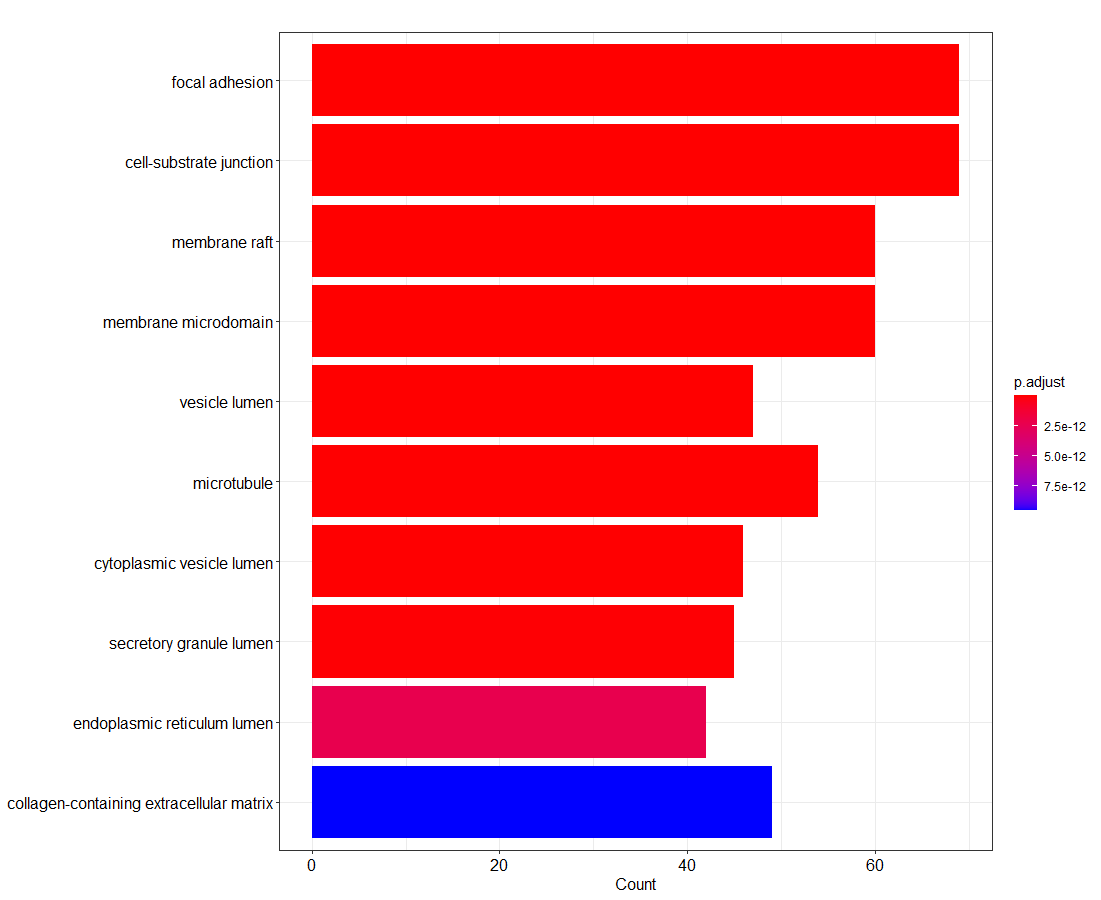 focal adhesion
cell-substrate junction
membrane raft
membrane microdomain
vesicle lumen
microtubule
cytoplasmic vesicle lumen
secretory granule lumen
endoplasmic reticulum lumen
collagen-containing extracellular matrix
0 20 40 60
Count
p.adjust
2.5e-12
5.0e-12
7.5e-12